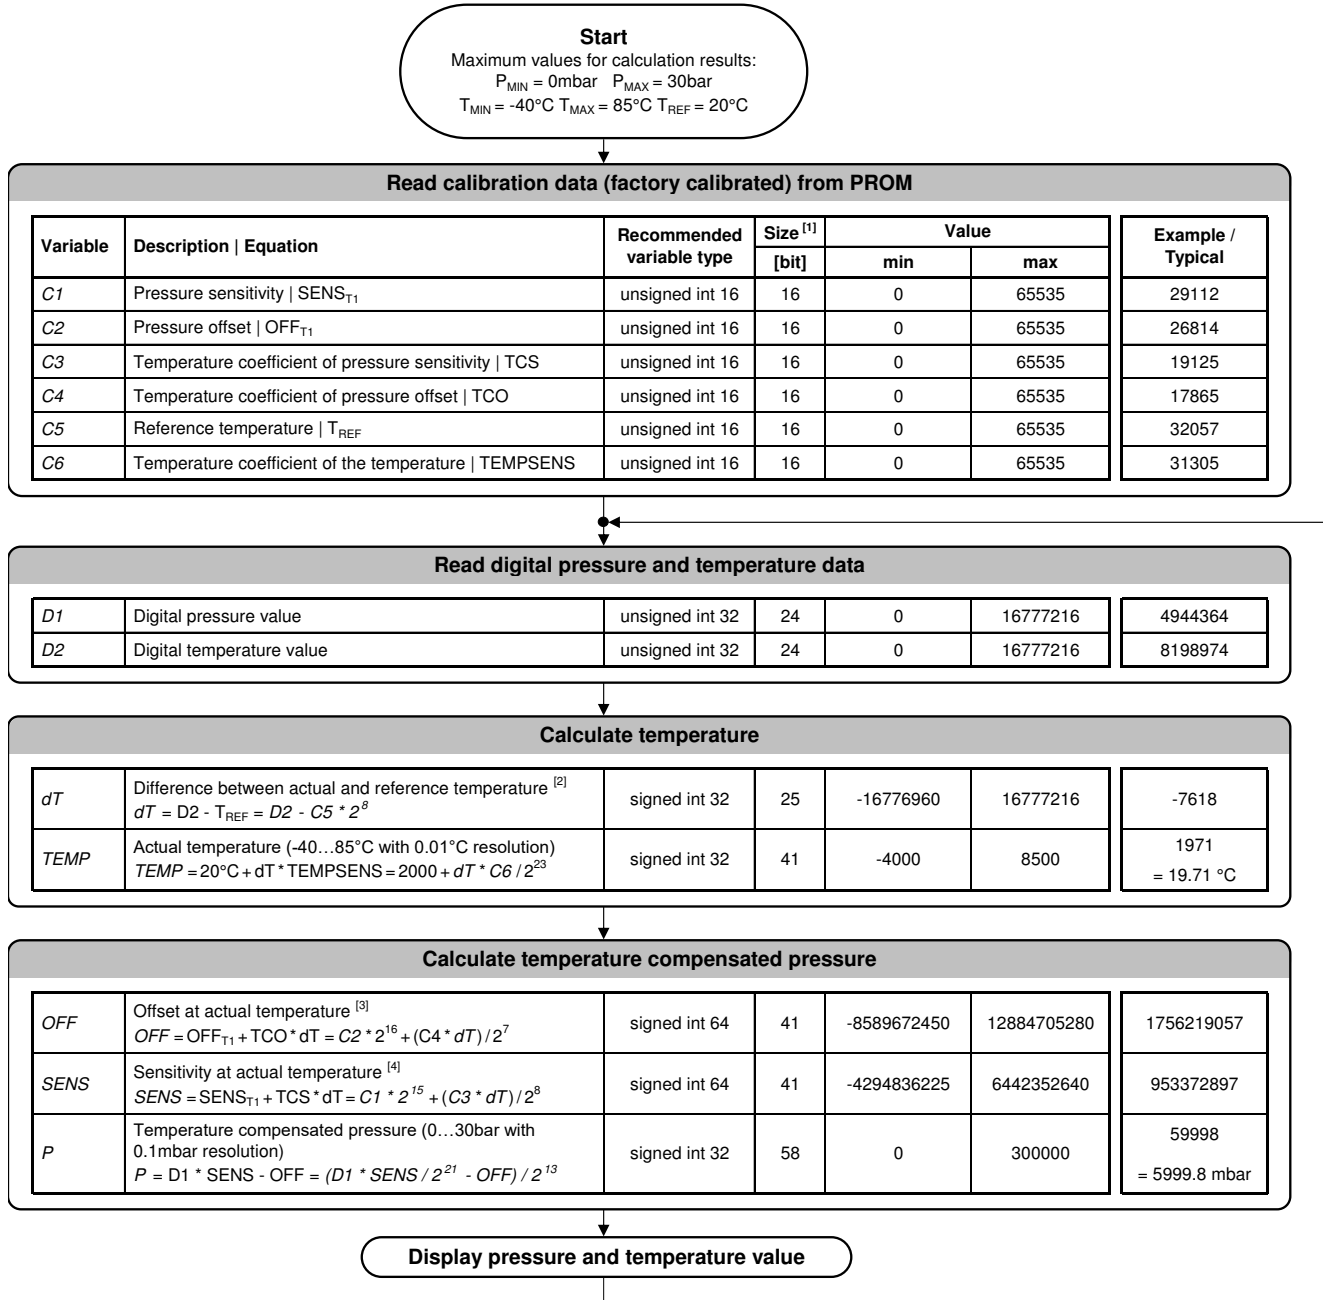 Start
Maximum values for calculation results:
P_MIN = 0mbar P_MAX = 30bar
T_MIN = -40°C T_MAX = 85°C T_REF = 20°C
Read calibration data (factory calibrated) from PROM
Variable | Description | Equation | Recommended variable type | Size [1] [bit] | Value min | max | Example / Typical
C1 Pressure sensitivity | SENS_T1 unsigned int 16 16 0 65535 29112
C2 Pressure offset | OFF_T1 unsigned int 16 16 0 65535 26814
C3 Temperature coefficient of pressure sensitivity | TCS unsigned int 16 16 0 65535 19125
C4 Temperature coefficient of pressure offset | TCO unsigned int 16 16 0 65535 17865
C5 Reference temperature | T_REF unsigned int 16 16 0 65535 32057
C6 Temperature coefficient of the temperature | TEMPSENS unsigned int 16 16 0 65535 31305
Read digital pressure and temperature data
D1 Digital pressure value unsigned int 32 24 0 16777216 4944364
D2 Digital temperature value unsigned int 32 24 0 16777216 8198974
Calculate temperature
dT Difference between actual and reference temperature [2]
dT = D2 - T_REF = D2 - C5 * 2^8 signed int 32 25 -16776960 16777216 -7618
TEMP Actual temperature (-40…85°C with 0.01°C resolution)
TEMP = 20°C + dT * TEMPSENS = 2000 + dT * C6 / 2^23 signed int 32 41 -4000 8500 1971
= 19.71 °C
Calculate temperature compensated pressure
OFF Offset at actual temperature [3]
OFF = OFF_T1 + TCO * dT = C2 * 2^16 + (C4 * dT) / 2^7 signed int 64 41 -8589672450 12884705280 1756219057
SENS Sensitivity at actual temperature [4]
SENS = SENS_T1 + TCS * dT = C1 * 2^15 + (C3 * dT) / 2^8 signed int 64 41 -4294836225 6442352640 953372897
P Temperature compensated pressure (0…30bar with
0.1mbar resolution)
P = D1 * SENS - OFF = (D1 * SENS / 2^21 - OFF) / 2^13 signed int 32 58 0 300000 59998
= 5999.8 mbar
Display pressure and temperature value